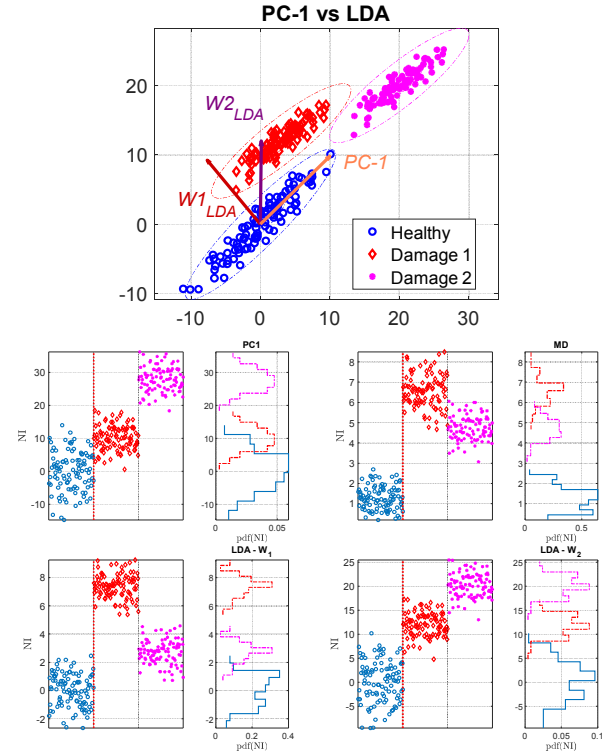 PC-1 vs LDA
20
10
0
-10
-10
0
10
20
30
W2LDA
W1LDA
PC-1
Healthy
Damage 1
Damage 2
PC1
NI
30
20
10
0
-10
0
0.05
pdf(NI)
MD
NI
8
7
6
5
4
3
2
1
0
0.5
pdf(NI)
LDA - W1
NI
8
6
4
2
0
-2
0
0.2
0.4
pdf(NI)
LDA - W2
NI
25
20
15
10
5
0
-5
0
0.05
0.1
pdf(NI)